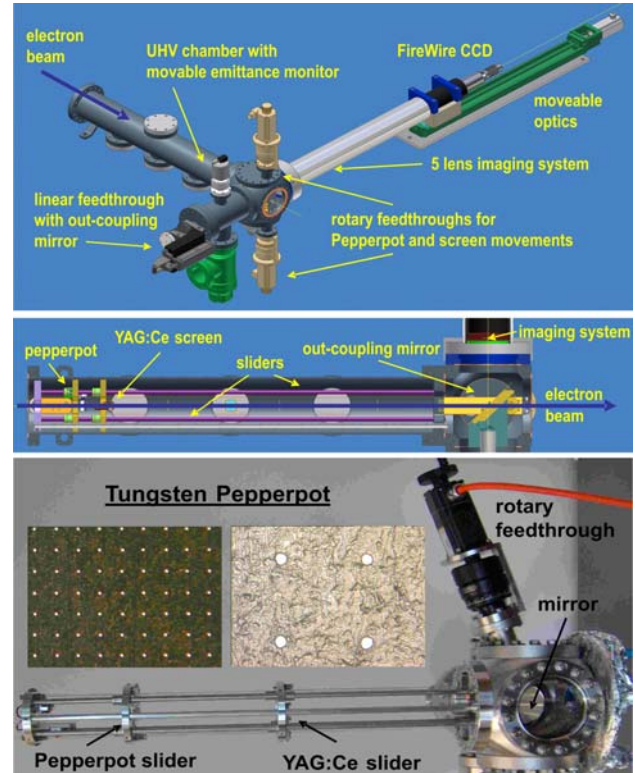 electron
beam
UHV chamber with
movable emittance monitor
FireWire CCD
moveable
optics
5 lens imaging system
linear feedthrough
with out-coupling
mirror
rotary feedthroughs for
Pepperpot and screen movements
imaging system
YAG:Ce screen
out-coupling mirror
pepperpot
sliders
electron
beam
Tungsten Pepperpot
rotary
feedthrough
mirror
Pepperpot slider
YAG:Ce slider